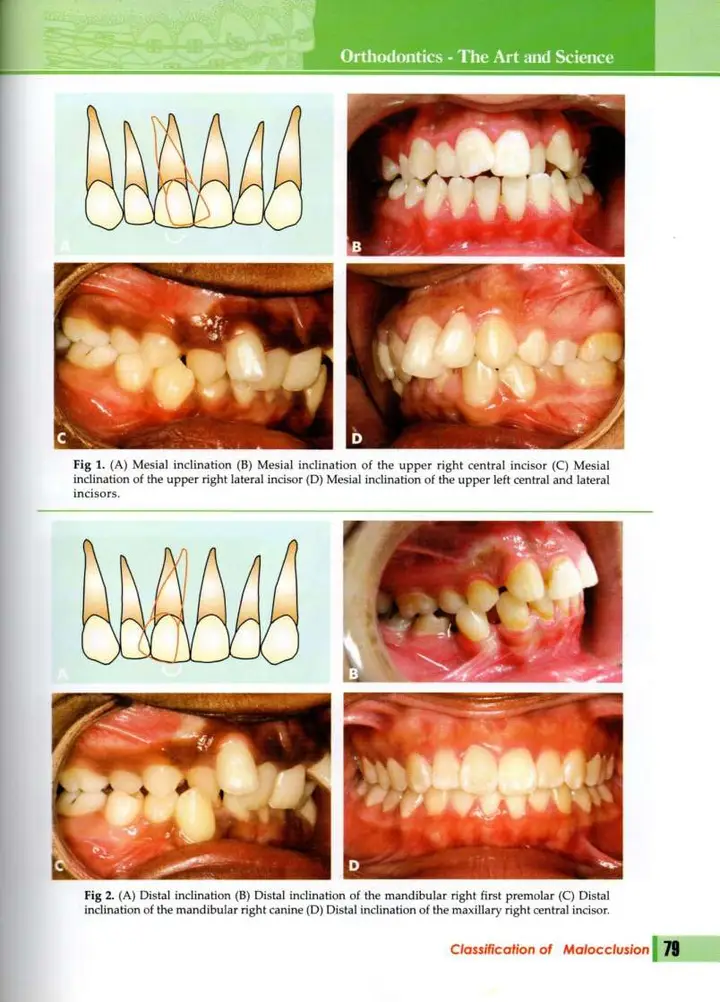 Orthodontics - The Art and Science
A
B
C
D
Fig 1. (A) Mesial inclination (B) Mesial inclination of the upper right central incisor (C) Mesial
inclination of the upper right lateral incisor (D) Mesial inclination of the upper left central and lateral
incisors.
A
B
C
D
Fig 2. (A) Distal inclination (B) Distal inclination of the mandibular right first premolar (C) Distal
inclination of the mandibular right canine (D) Distal inclination of the maxillary right central incisor.
Classification of Malocclusion 79